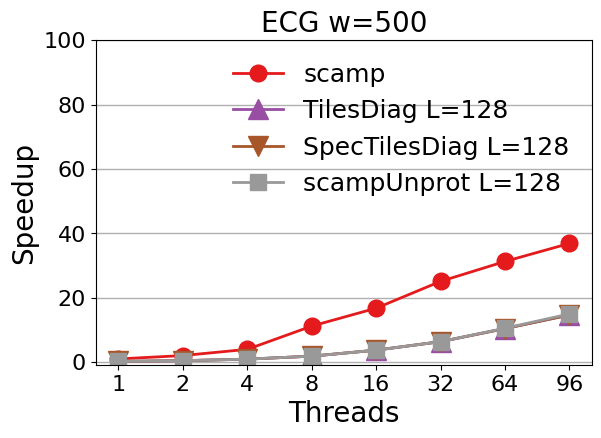 ECG w=500
100
80
60
40
20
0
Speedup
scamp
TilesDiag L=128
SpecTilesDiag L=128
scampUnprot L=128
1 2 4 8 16 32 64 96
Threads